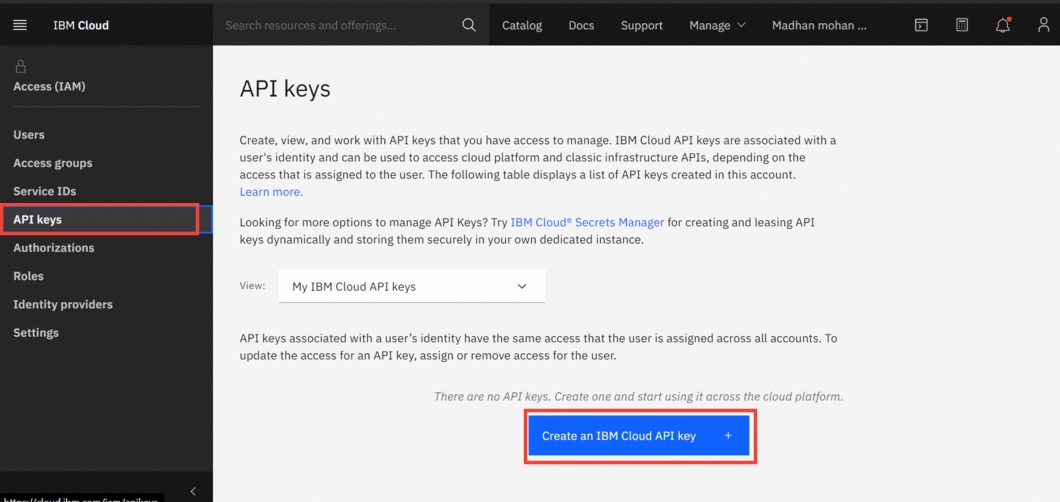 IBM Cloud
Search resources and offerings...
Catalog
Docs
Support
Manage
Madhan mohan ...
Access (IAM)
Users
Access groups
Service IDs
API keys
Authorizations
Roles
Identity providers
Settings
API keys
Create, view, and work with API keys that you have access to manage. IBM Cloud API keys are associated with a
user's identity and can be used to access cloud platform and classic infrastructure APIs, depending on the
access that is assigned to the user. The following table displays a list of API keys created in this account.
Learn more.
Looking for more options to manage API Keys? Try IBM Cloud® Secrets Manager for creating and leasing API
keys dynamically and storing them securely in your own dedicated instance.
View:
My IBM Cloud API keys
API keys associated with a user’s identity have the same access that the user is assigned across all accounts. To
update the access for an API key, assign or remove access for the user.
There are no API keys. Create one and start using it across the cloud platform.
Create an IBM Cloud API key +
https://cloud.ibm.com/iam/apikeys